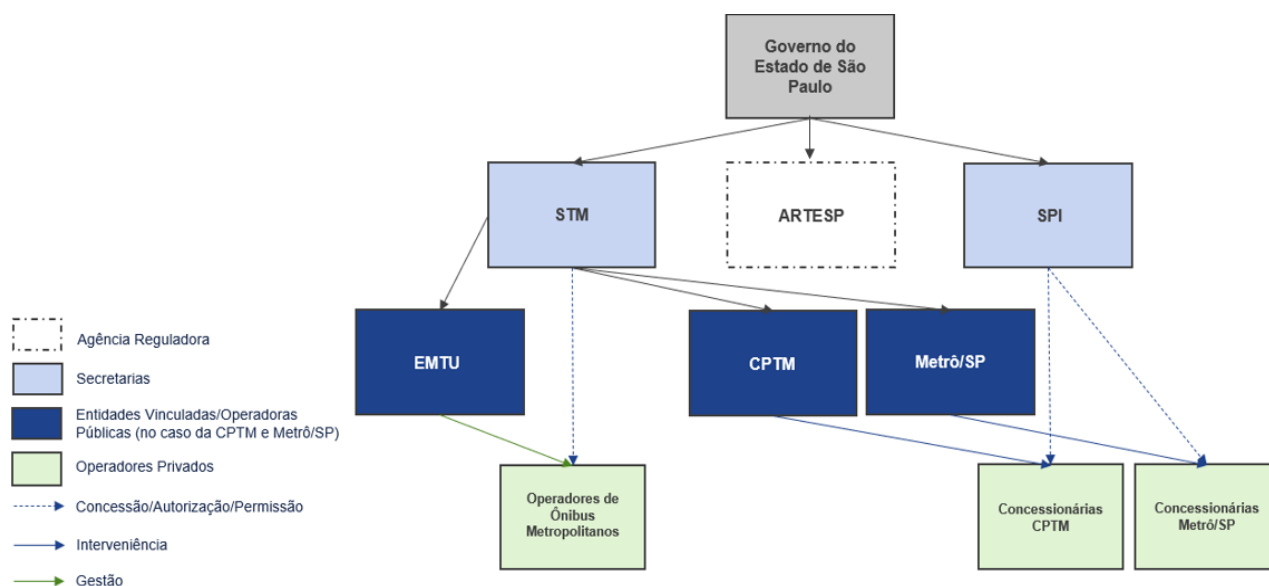 Governo do
Estado de São
Paulo
STM
ARTESP
SPI
EMTU
CPTM
Metrô/SP
Operadores de
Ônibus
Metropolitanos
Concessionárias
CPTM
Concessionárias
Metrô/SP
Agência Reguladora
Secretarias
Entidades Vinculadas/Operadoras
Públicas (no caso da CPTM e Metrô/SP)
Operadores Privados
Concessão/Autorização/Permissão
Interveniência
Gestão